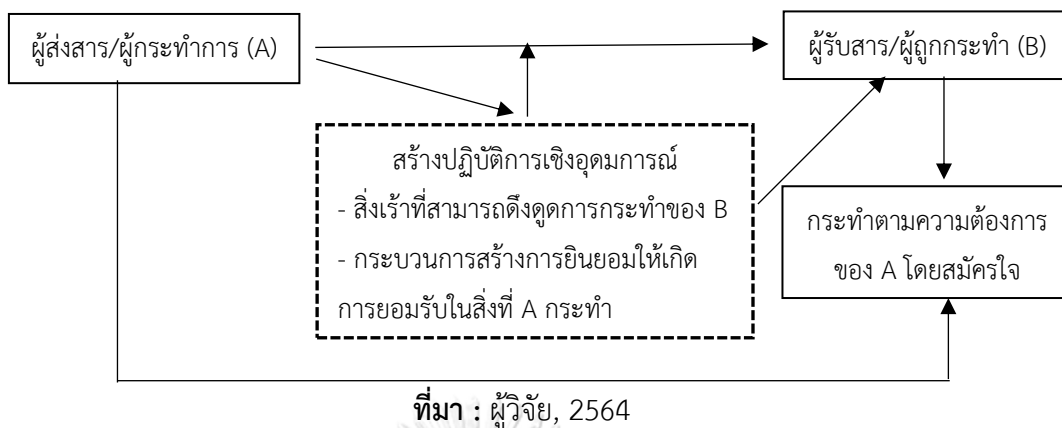 ผู้ส่งสาร/ผู้กระทำการ (A)
ผู้รับสาร/ผู้ถูกกระทำ (B)
สร้างปฏิบัติการเชิงอุดมการณ์
- สิ่งเร้าที่สามารถดึงดูดการกระทำของ B
- กระบวนการสร้างการยินยอมให้เกิด
การยอมรับในสิ่งที่ A กระทำ
กระทำตามความต้องการ
ของ A โดยสมัครใจ
ที่มา : ผู้วิจัย, 2564